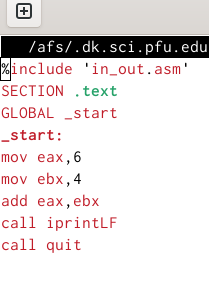 /afs/.dk.sci.pfu.edu
%include 'in_out.asm'
SECTION .text
GLOBAL _start
_start:
mov eax,6
mov ebx,4
add eax,ebx
call iprintLF
call quit